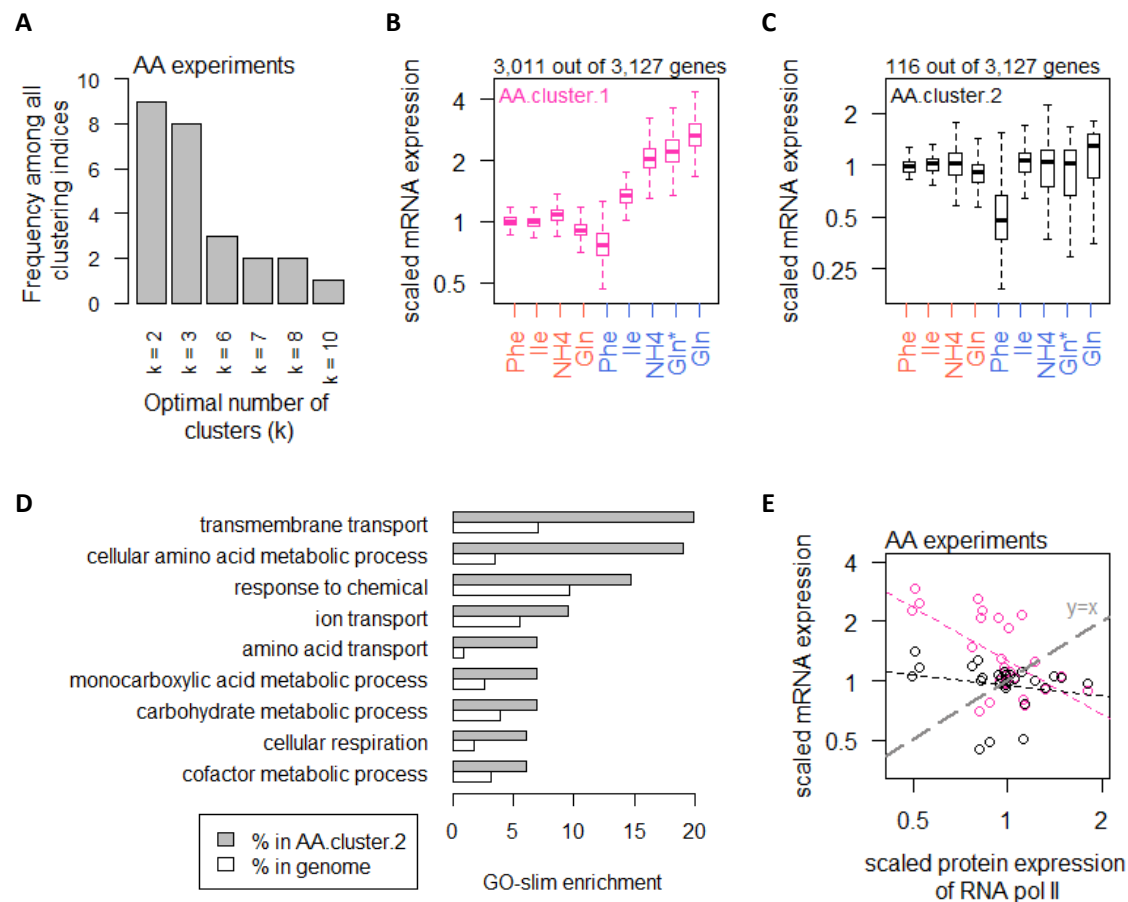 A
AA experiments
Frequency among all
clustering indices
10
8
6
4
2
0
k = 2
k = 3
k = 6
k = 7
k = 8
k = 10
Optimal number of
clusters (k)
B
3,011 out of 3,127 genes
AA.cluster.1
scaled mRNA expression
4
2
1
0.5
Phe
Ile
NH4
Gln
Phe
Ile
NH4
Gln*
Gln
C
116 out of 3,127 genes
AA.cluster.2
scaled mRNA expression
2
1
0.5
0.25
Phe
Ile
NH4
Gln
Phe
Ile
NH4
Gln*
Gln
D
transmembrane transport
cellular amino acid metabolic process
response to chemical
ion transport
amino acid transport
monocarboxylic acid metabolic process
carbohydrate metabolic process
cellular respiration
cofactor metabolic process
0 5 10 15 20
GO-slim enrichment
% in AA.cluster.2
% in genome
E
AA experiments
scaled mRNA expression
4
2
1
0.5
y=x
0.5 1 2
scaled protein expression
of RNA pol II